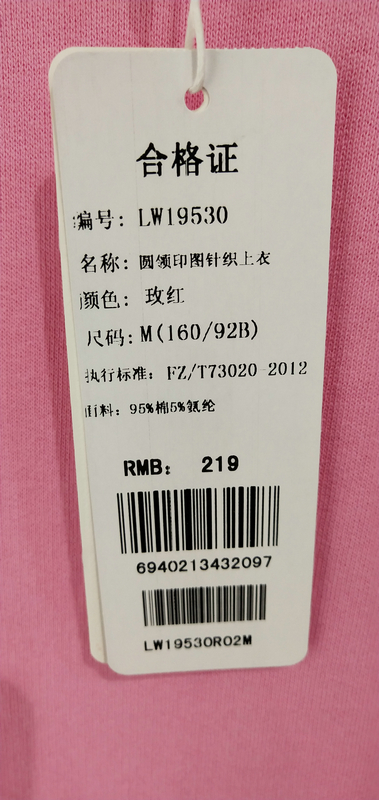 合格证
编号: LW19530
名称: 圆领印图针织上衣
颜色: 玫红
尺码: M(160/92B)
执行标准: FZ/T73020-2012
面料: 95%棉5%氨纶
RMB: 219
6940213432097
LW19530R02M